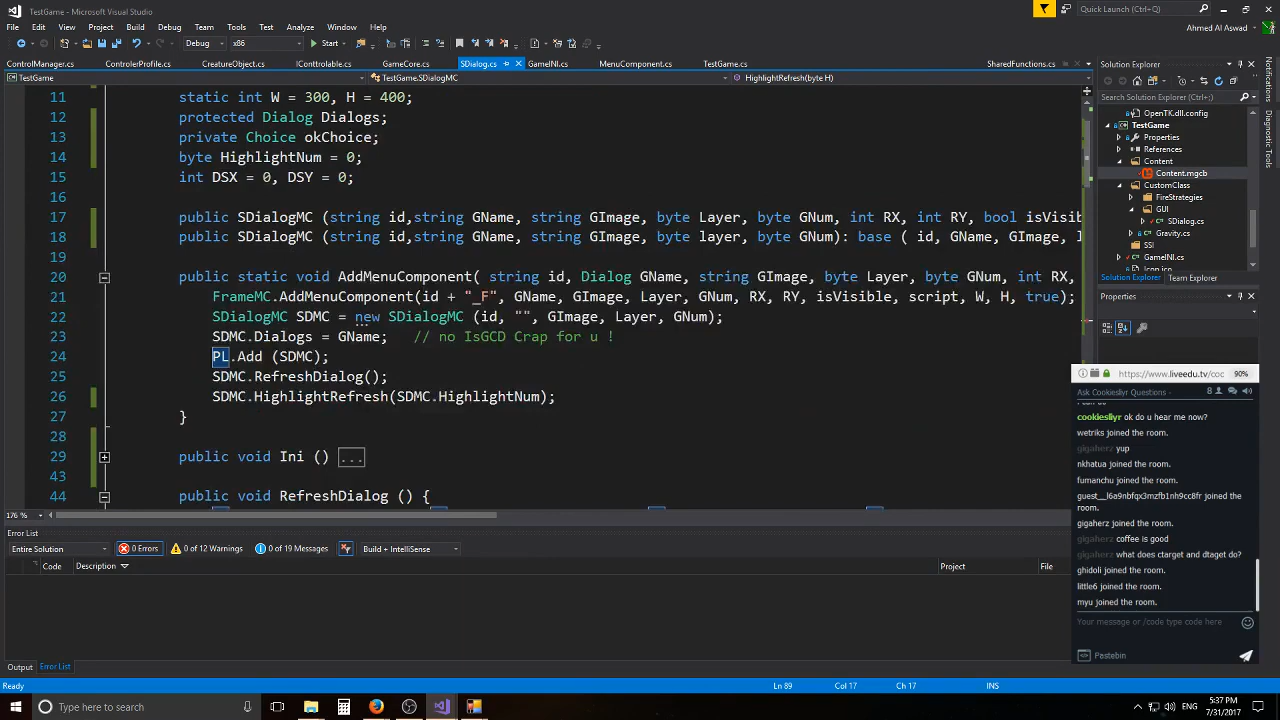 TestGame - Microsoft Visual Studio
Quick Launch (Ctrl+Q)
File Edit View Project Build Debug Team Tools Test Analyze Window Help
Ahmed Al Aswad
Debug x86 Start
ControlManager.cs ControlerProfile.cs CreatureObject.cs IControlable.cs GameCore.cs SDialog.cs GameINI.cs MenuComponent.cs TestGame.cs SharedFunctions.cs
TestGame TestGame.SDialogMC HighlightRefresh(byte H)
11 static int W = 300, H = 400;
12 protected Dialog Dialogs;
13 private Choice okChoice;
14 byte HighlightNum = 0;
15 int DSX = 0, DSY = 0;
16
17 public SDialogMC (string id,string GName, string GImage, byte Layer, byte GNum, int RX, int RY, bool isVisib
18 public SDialogMC (string id,string GName, string GImage, byte layer, byte GNum): base ( id, GName, GImage, I
19
20 public static void AddMenuComponent( string id, Dialog GName, string GImage, byte Layer, byte GNum, int RX,
21 FrameMC.AddMenuComponent(id + "_F", GName, GImage, Layer, GNum, RX, RY, isVisible, script, W, H, true);
22 SDialogMC SDMC = new SDialogMC (id, "", GImage, Layer, GNum);
23 SDMC.Dialogs = GName; // no IsGCD Crap for u !
24 PL.Add (SDMC);
25 SDMC.RefreshDialog();
26 SDMC.HighlightRefresh(SDMC.HighlightNum);
27 }
28
29 public void Ini () ...
43
44 public void RefreshDialog () {
176 %
Error List
Entire Solution 0 Errors 0 of 12 Warnings 0 of 19 Messages Build + IntelliSense
Code Description Project File
Output Error List
Ready Ln 89 Col 17 Ch 17 INS
Solution Explorer
Search Solution Explorer (Ctrl+;)
OpenTK.dll.config
TestGame
Properties
References
Content
Content.mgcb
CustomClass
FireStrategies
GUI
SDialog.cs
Gravity.cs
SSI
GameINI.cs
Icon.ico
Solution Explorer Team Explorer
Properties
Notifications
Diagnostic Tools
https://www.liveedu.tv/coc 90%
Ask Cookiesliyr Questions - 8
cookiesliyr ok do u hear me now?
wetriks joined the room.
gigaherz yup
nkhatua joined the room.
fumanchu joined the room.
guest__l6a9nbfqx3mzfb1nh9cc8fr joined the
room.
gigaherz joined the room.
gigaherz coffee is good
gigaherz what does ctarget and dtaget do?
ghidoli joined the room.
little6 joined the room.
myu joined the room.
Your message or /code type code here
Pastebin
Type here to search
ENG
5:37 PM
7/31/2017